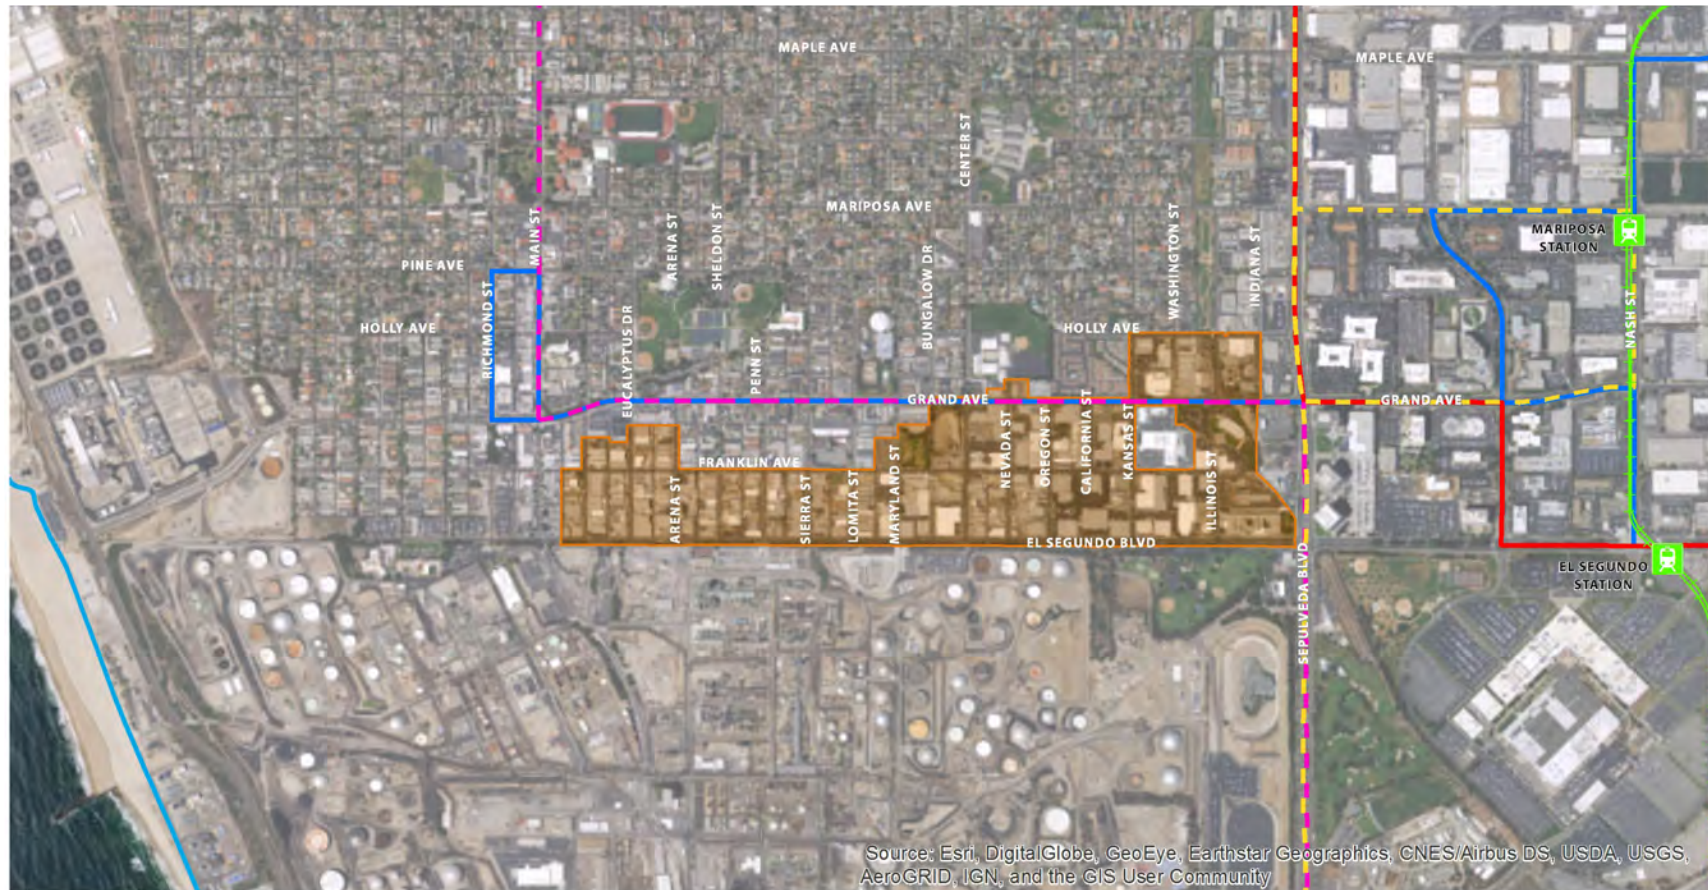 MAPLE AVE
MAPLE AVE
CENTER ST
MARIPOSA AVE
MAIN ST
ARENA ST
SHELDON ST
WASHINGTON ST
INDIANA ST
MARIPOSA
STATION
PINE AVE
BUNGALOW DR
RICHMOND ST
HOLLY AVE
EUCALYPTUS DR
PENN ST
HOLLY AVE
NASH ST
GRAND AVE
GRAND AVE
FRANKLIN AVE
ARENA ST
SIERRA ST
LOMITA ST
MARYLAND ST
NEVADA ST
OREGON ST
CALIFORNIA ST
KANSAS ST
ILLINOIS ST
EL SEGUNDO BLVD
SEPULVEDA BLVD
EL SEGUNDO
STATION
Source: Esri, DigitalGlobe, GeoEye, Earthstar Geographics, CNES/Airbus DS, USDA, USGS,
AeroGRID, IGN, and the GIS User Community